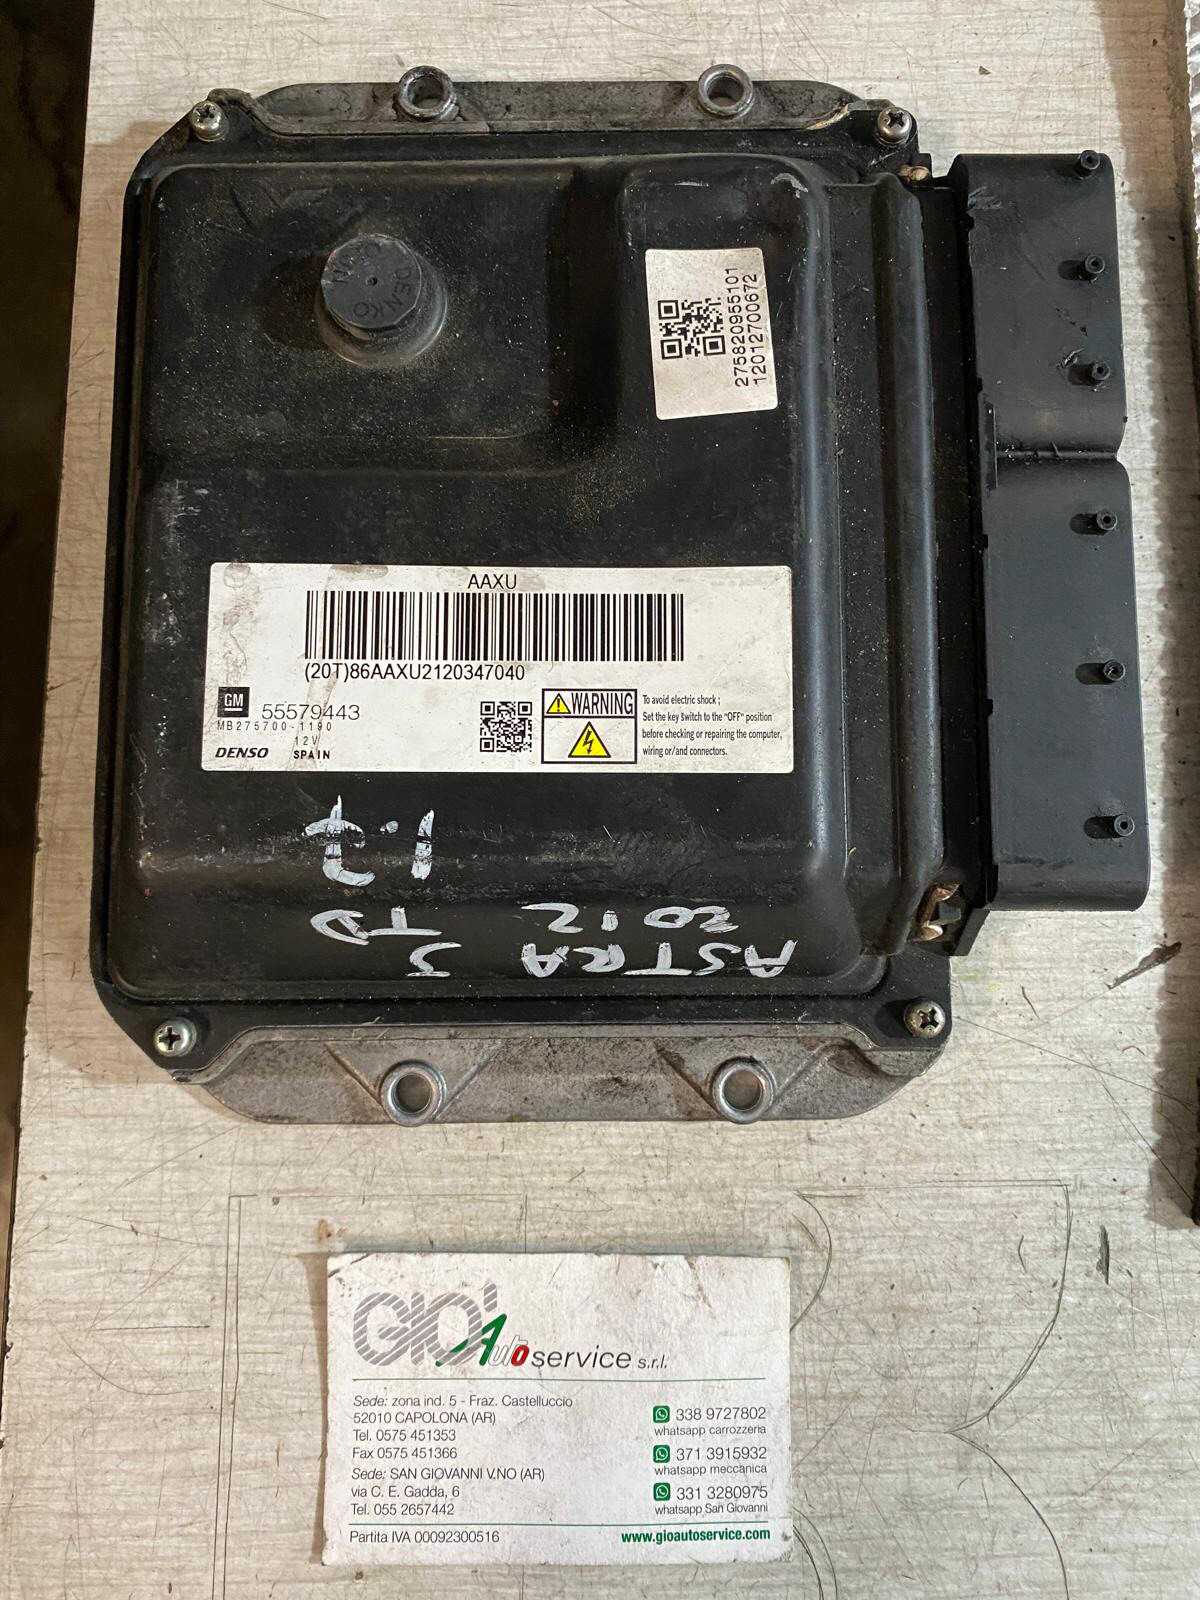 DENKO
275820955101
120127000672
AAXU
(20T)86AAXU2120347040
GM 55579443
MB275700-1190
12V
DENSO SPAIN
WARNING
To avoid electric shock ;
Set the key switch to the "OFF" position
before checking or repairing the computer,
wiring or/and connectors.
ASTRA J
2012 TD
1.7
GIO' Auto service s.r.l.
Sede: zona ind. 5 - Fraz. Castelluccio
52010 CAPOLONA (AR)
Tel. 0575 451353
Fax 0575 451366
Sede: SAN GIOVANNI V.NO (AR)
via C. E. Gadda, 6
Tel. 055 2657442
338 9727802
whatsapp carrozzeria
371 3915932
whatsapp meccanica
331 3280975
whatsapp San Giovanni
Partita IVA 00092300516
www.gioautoservice.com